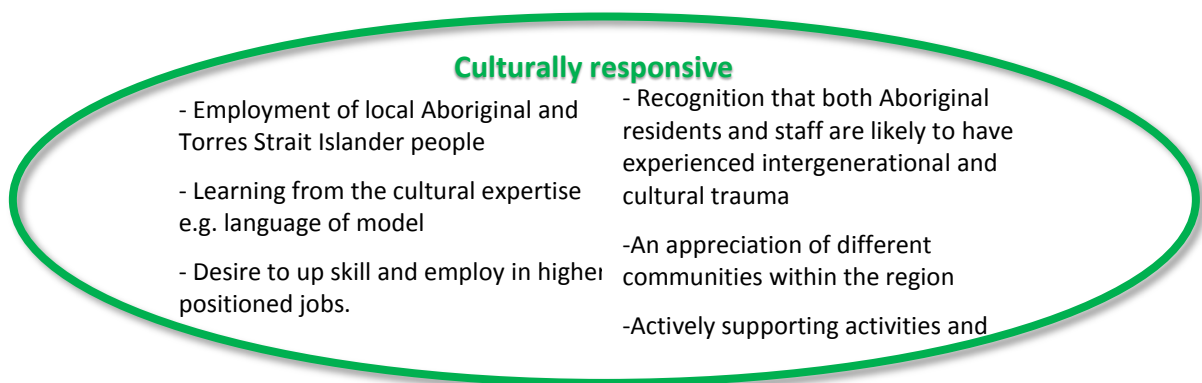 Culturally responsive
- Employment of local Aboriginal and
Torres Strait Islander people
- Learning from the cultural expertise
e.g. language of model
- Desire to up skill and employ in higher
positioned jobs.
- Recognition that both Aboriginal
residents and staff are likely to have
experienced intergenerational and
cultural trauma
-An appreciation of different
communities within the region
-Actively supporting activities and